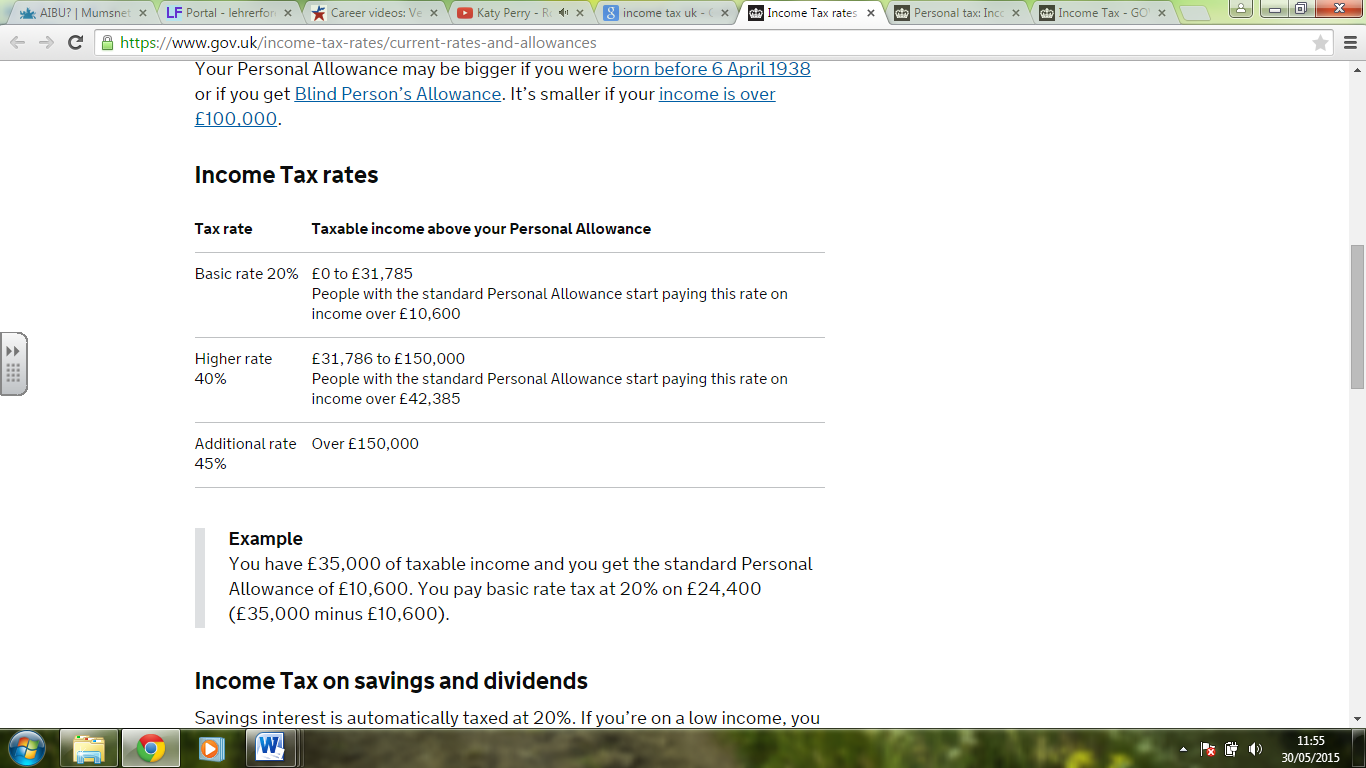 AIBU? | Mumsnet
LF Portal - lehrerfor
Career videos: Ve
Katy Perry - R
income tax uk - G
Income Tax rates
Personal tax: Inc
Income Tax - GO
https://www.gov.uk/income-tax-rates/current-rates-and-allowances
Your Personal Allowance may be bigger if you were born before 6 April 1938
or if you get Blind Person’s Allowance. It’s smaller if your income is over
£100,000.
Income Tax rates
Tax rate Taxable income above your Personal Allowance
Basic rate 20% £0 to £31,785
People with the standard Personal Allowance start paying this rate on
income over £10,600
Higher rate £31,786 to £150,000
40% People with the standard Personal Allowance start paying this rate on
income over £42,385
Additional rate Over £150,000
45%
Example
You have £35,000 of taxable income and you get the standard Personal
Allowance of £10,600. You pay basic rate tax at 20% on £24,400
(£35,000 minus £10,600).
Income Tax on savings and dividends
Savings interest is automatically taxed at 20%. If you’re on a low income, you
11:55
30/05/2015